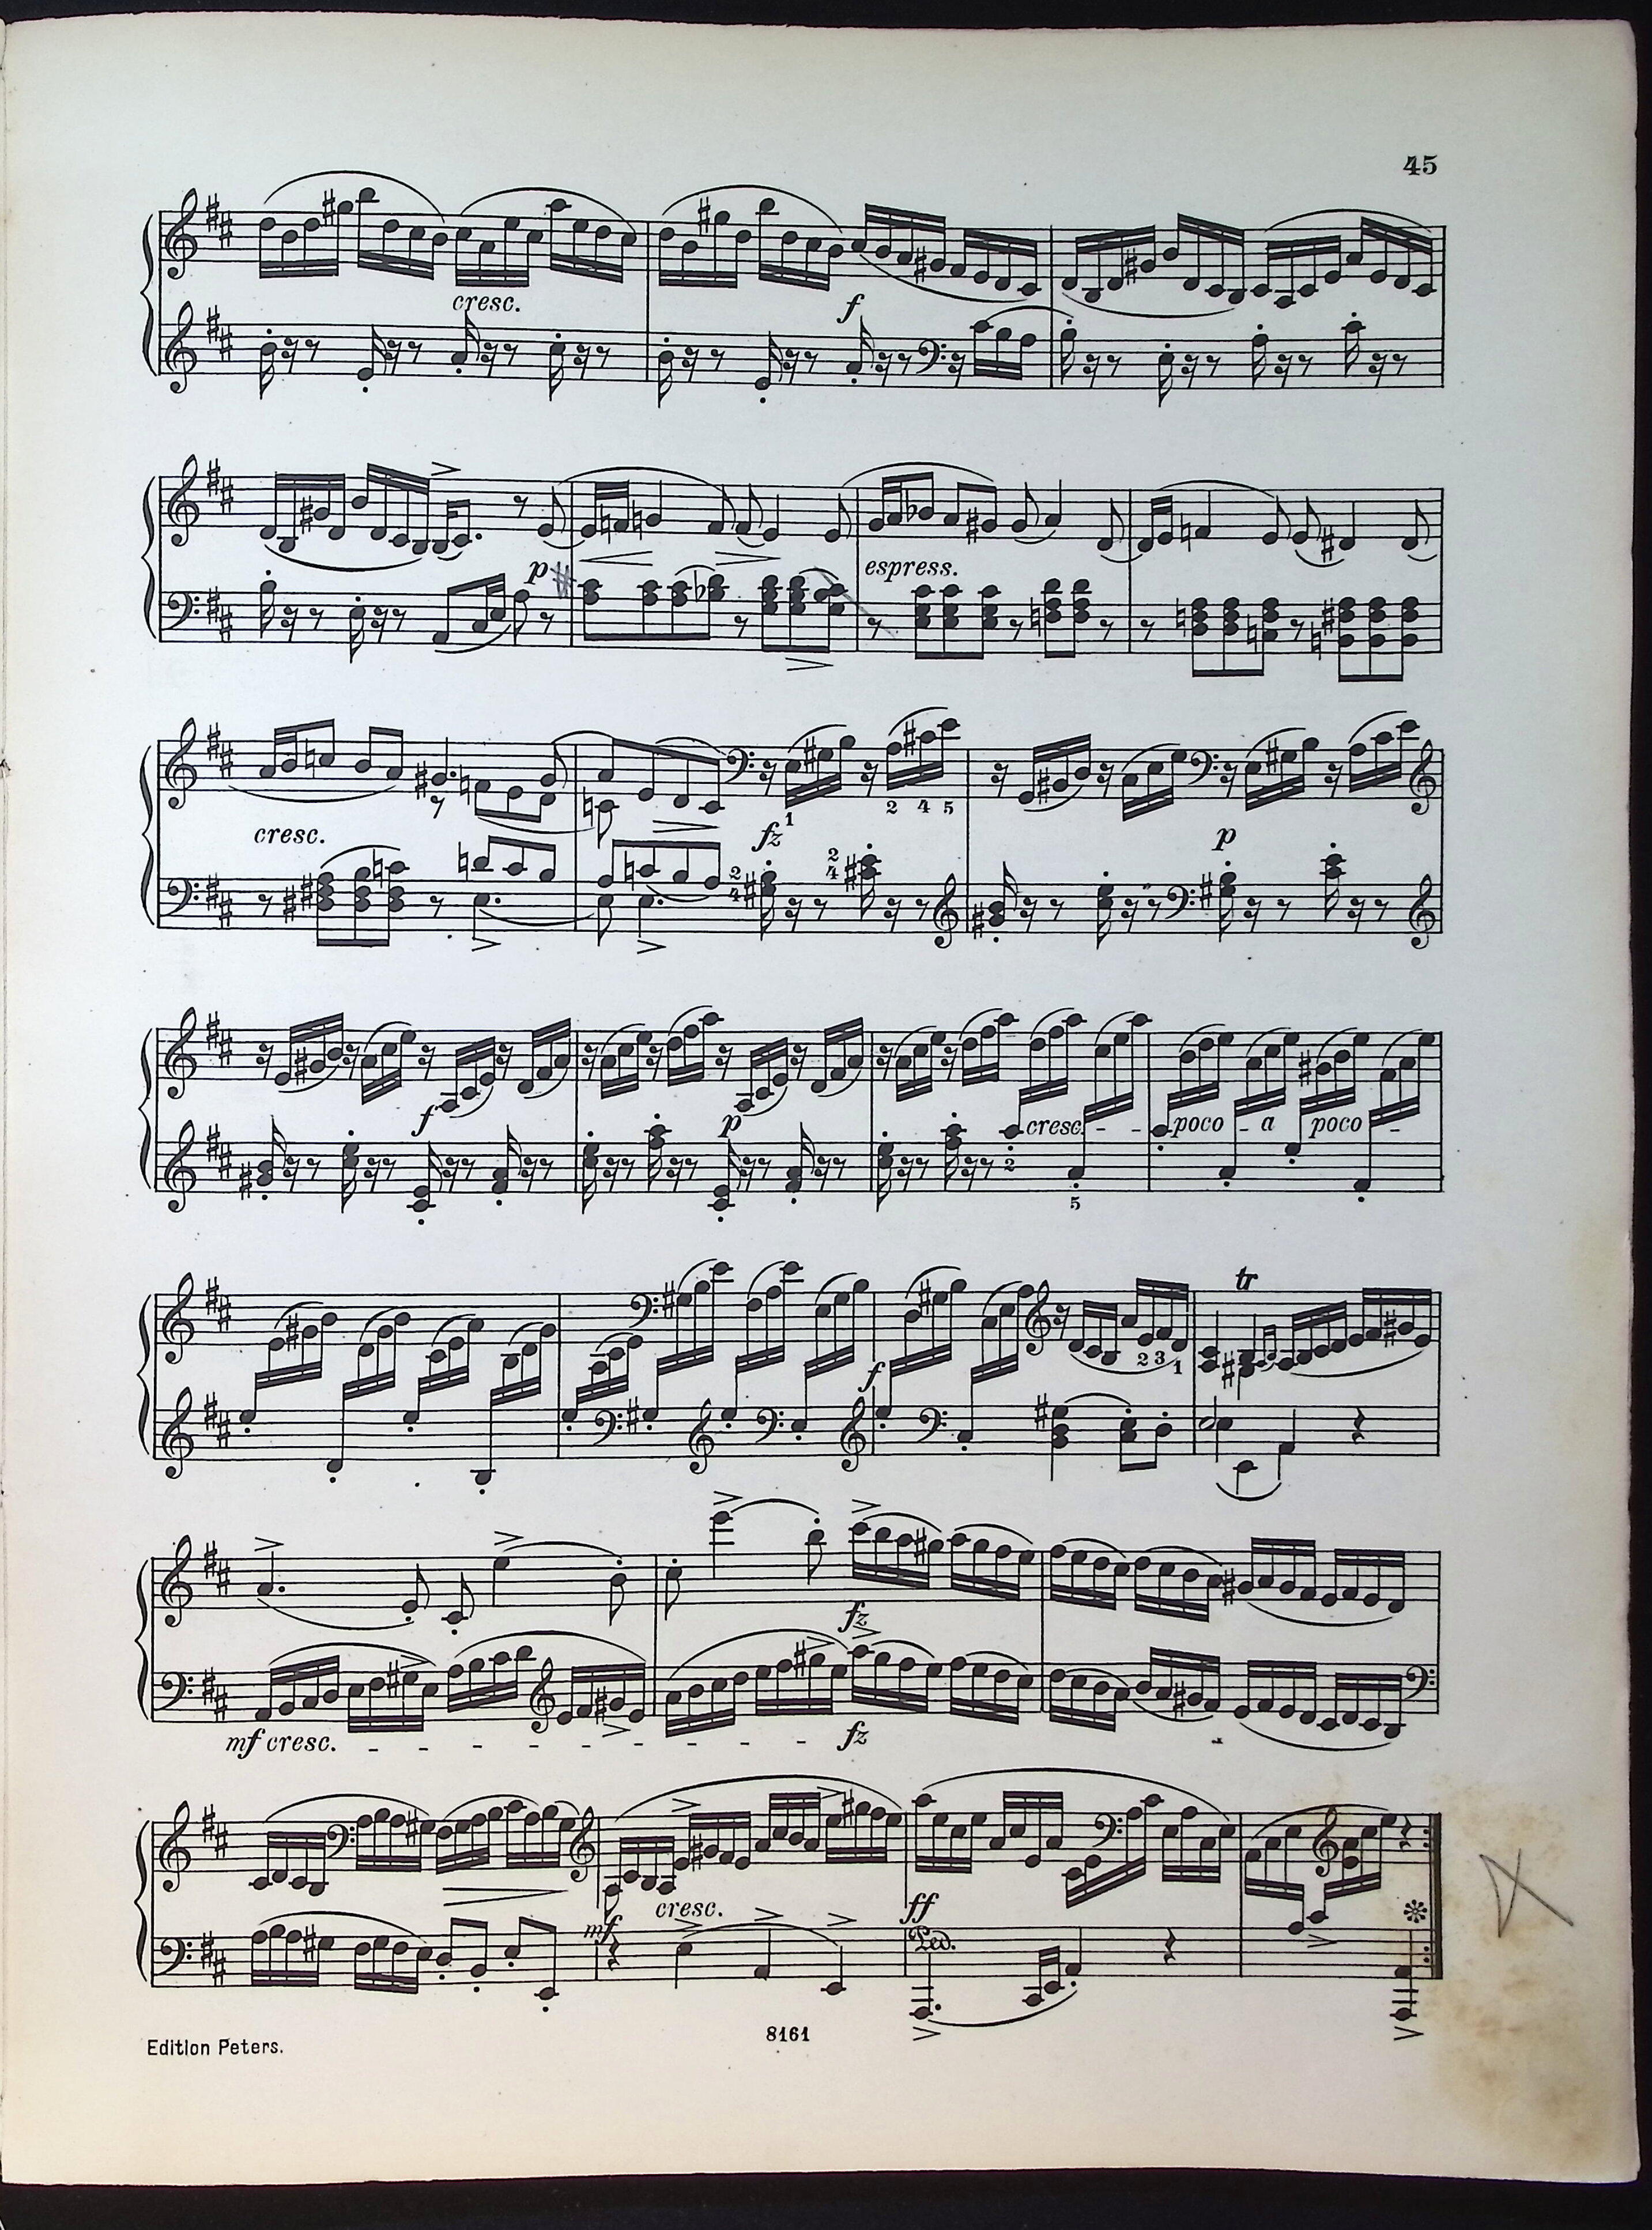 45
cresc.
f
p
espress.
cresc.
fz
1
2 4 5
p
2
4
2
4
f
p
cresc.
poco a poco
2
5
tr
f
2 3 1
fz
mf cresc.
fz
cresc.
mf
ff
Ped.
8161
Edition Peters.